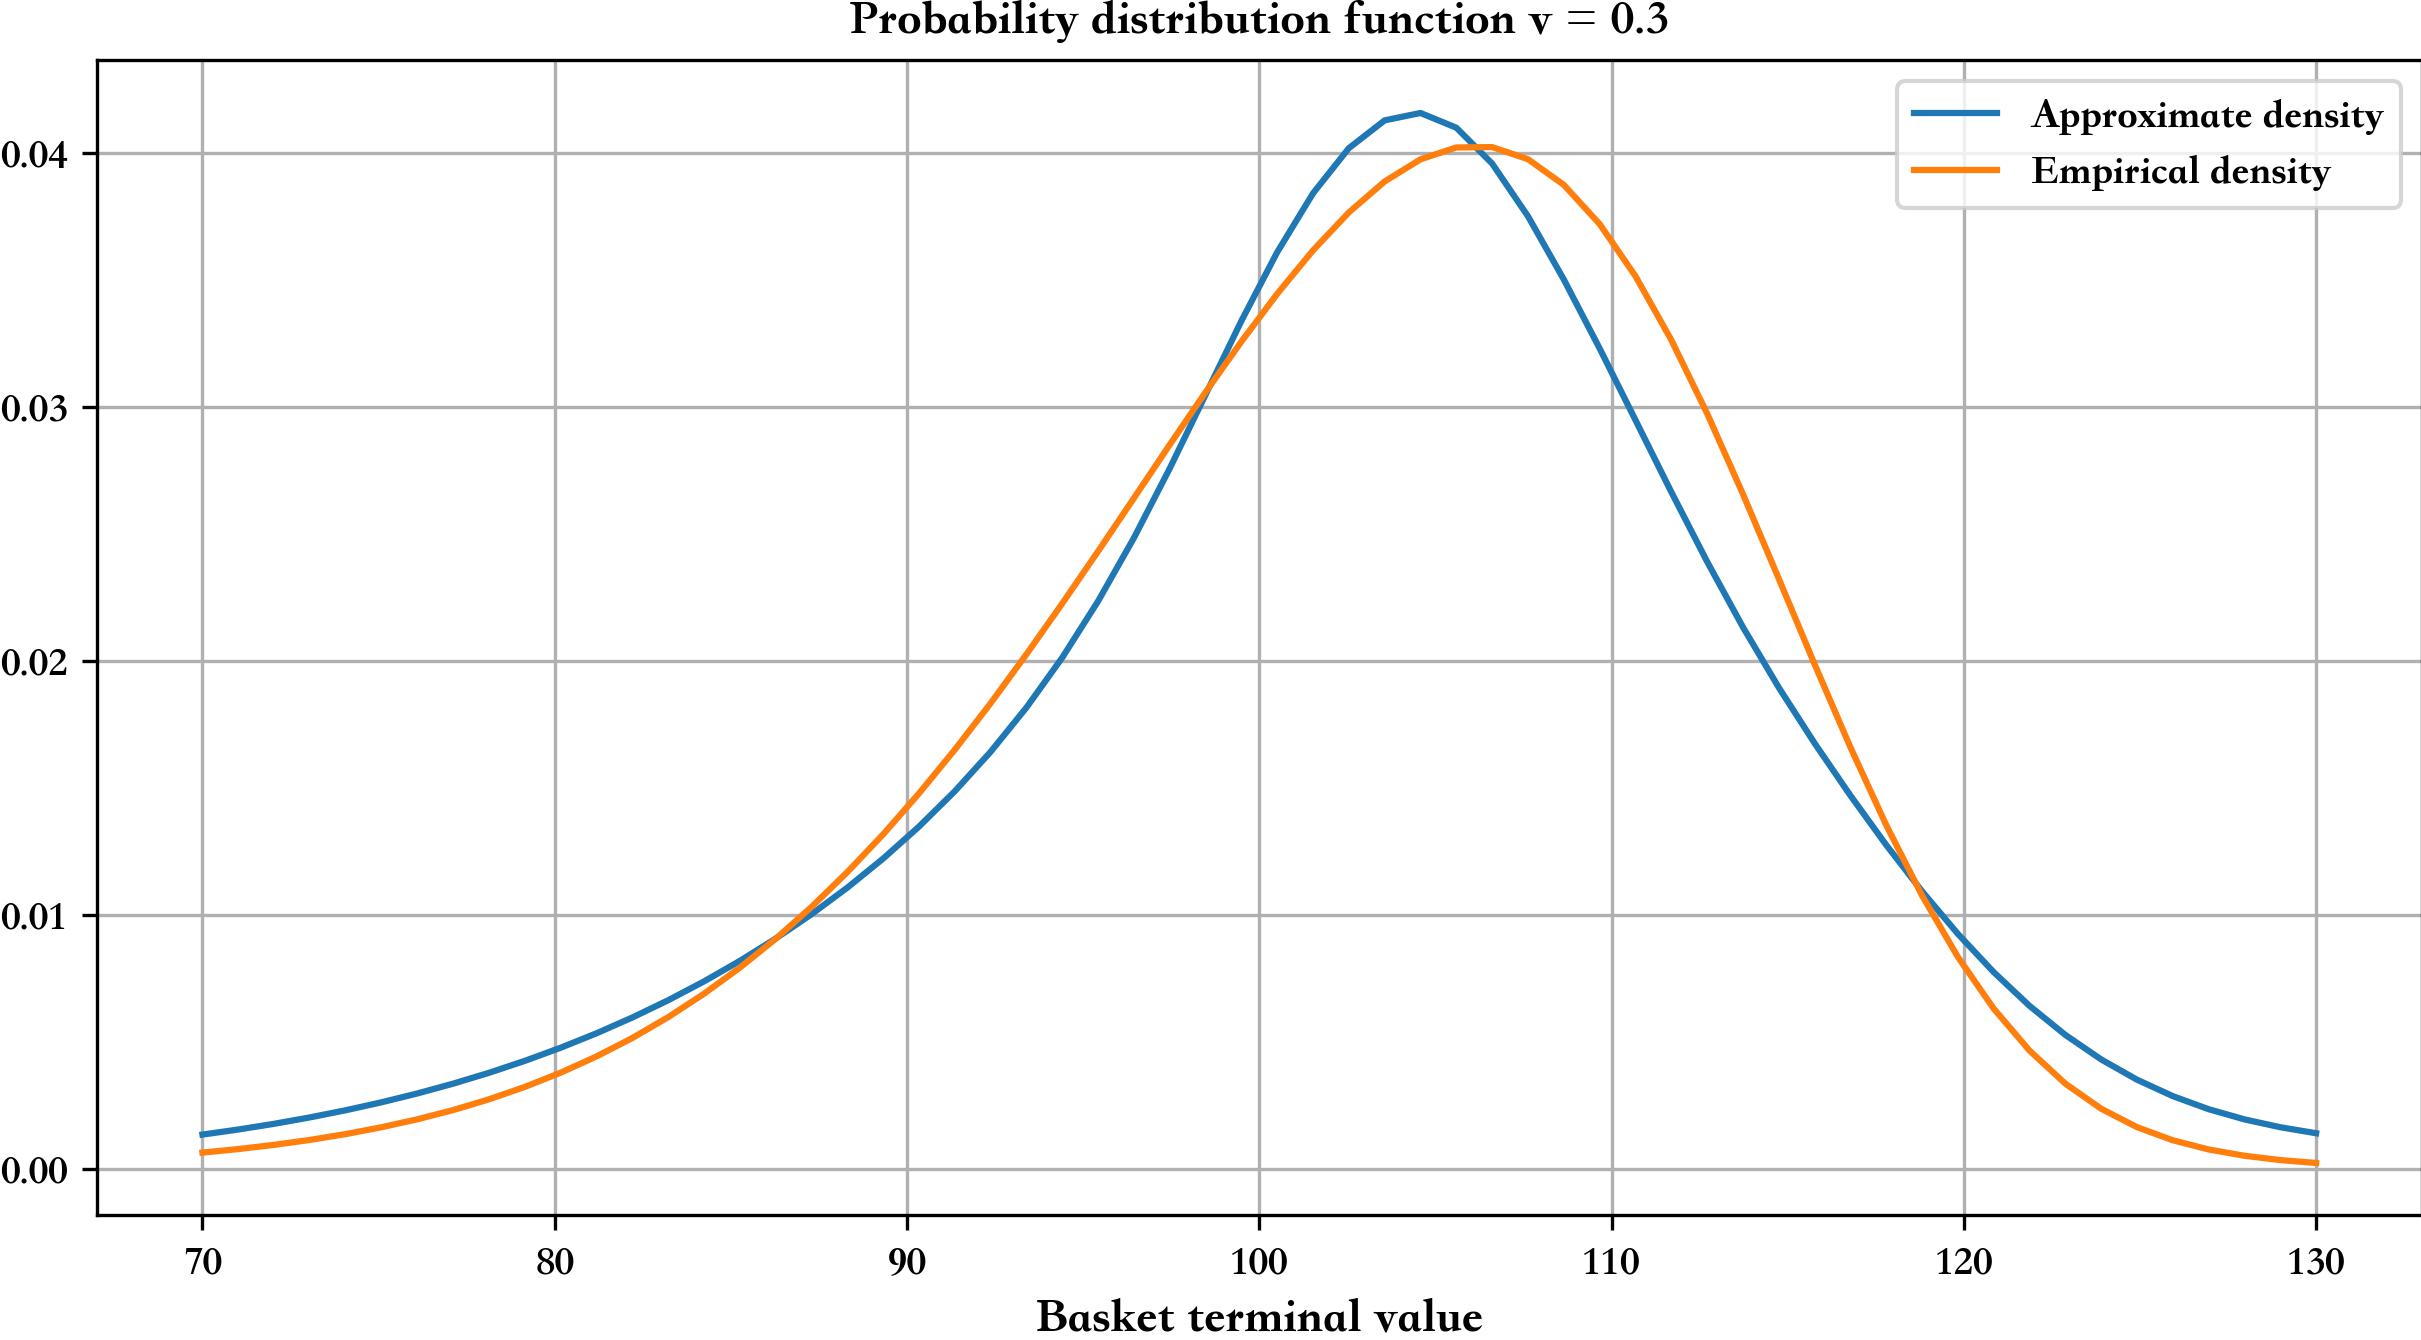 Probability distribution function v = 0.3
Approximate density
Empirical density
0.04
0.03
0.02
0.01
0.00
70 80 90 100 110 120 130
Basket terminal value